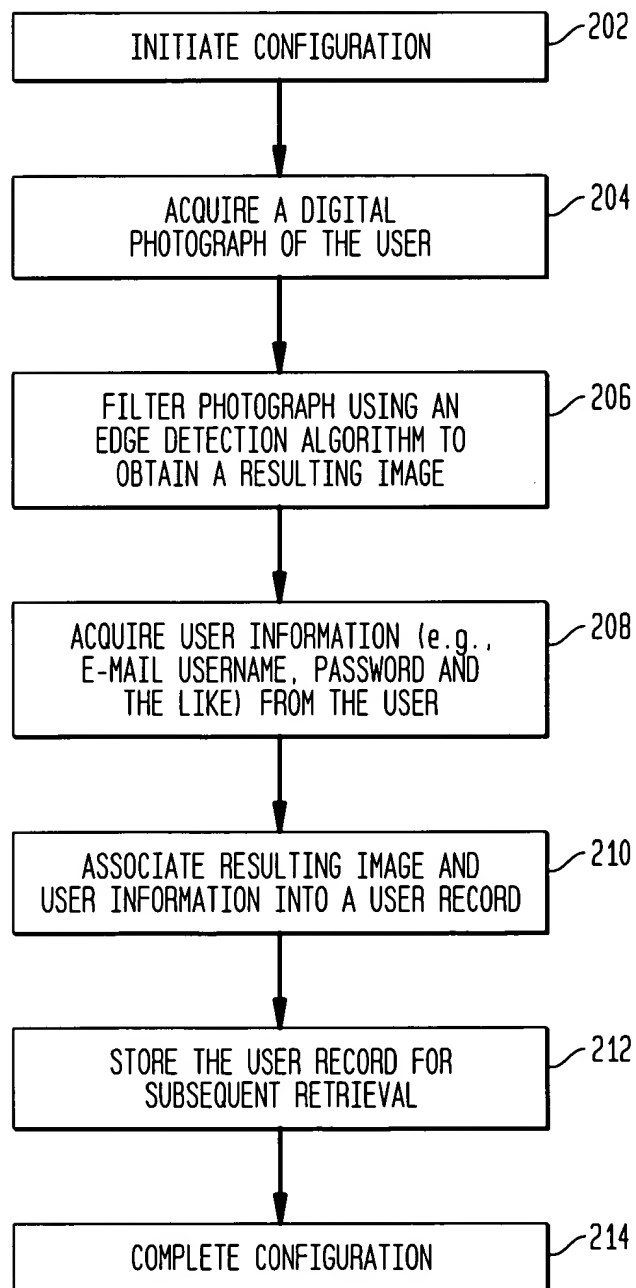 INITIATE CONFIGURATION
202
ACQUIRE A DIGITAL
PHOTOGRAPH OF THE USER
204
FILTER PHOTOGRAPH USING AN
EDGE DETECTION ALGORITHM TO
OBTAIN A RESULTING IMAGE
206
ACQUIRE USER INFORMATION (e.g.,
E-MAIL USERNAME, PASSWORD AND
THE LIKE) FROM THE USER
208
ASSOCIATE RESULTING IMAGE AND
USER INFORMATION INTO A USER RECORD
210
STORE THE USER RECORD FOR
SUBSEQUENT RETRIEVAL
212
COMPLETE CONFIGURATION
214